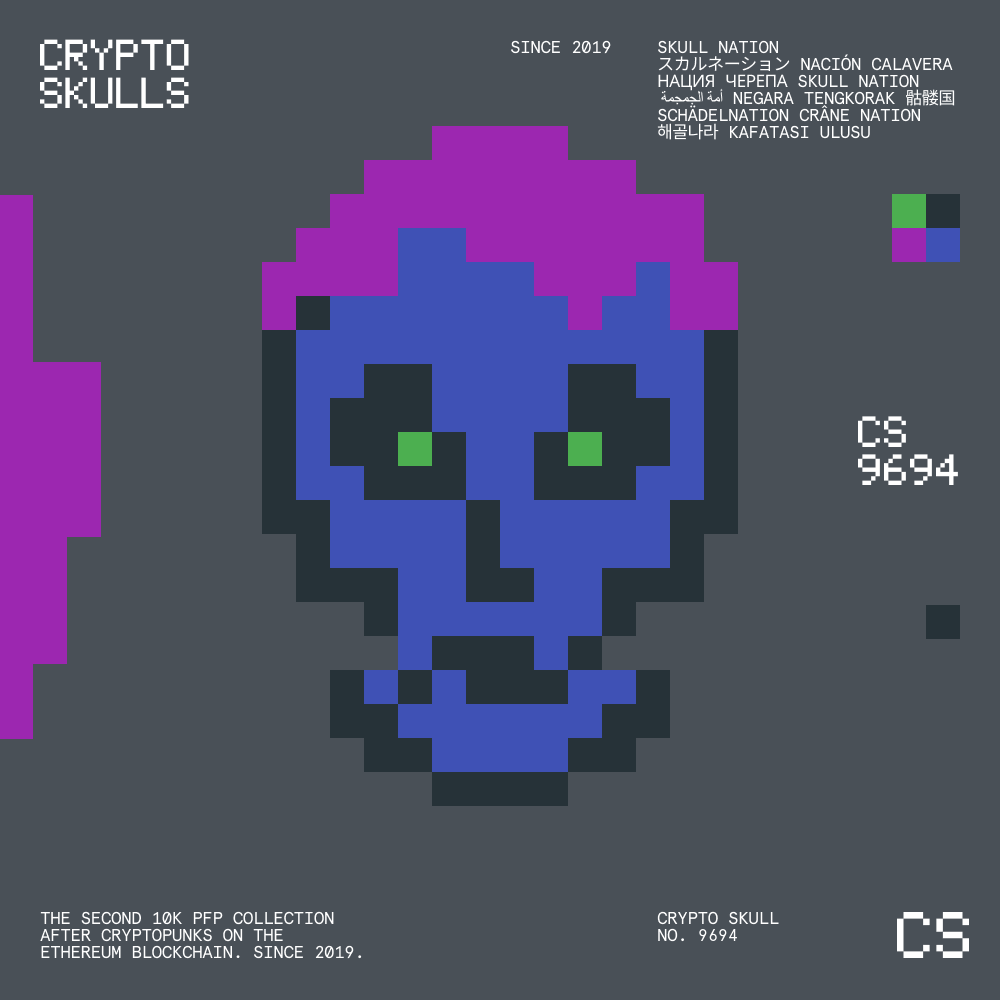 CRYPTO
SKULLS
SINCE 2019
SKULL NATION
スカルネーション NACIÓN CALAVERA
НАЦИЯ ЧЕРЕПА SKULL NATION
أمة الجمجمة NEGARA TENGKORAK 骷髅国
SCHÄDELNATION CRÂNE NATION
해골나라 KAFATASI ULUSU
CS
9694
THE SECOND 10K PFP COLLECTION
AFTER CRYPTOPUNKS ON THE
ETHEREUM BLOCKCHAIN. SINCE 2019.
CRYPTO SKULL
NO. 9694
CS